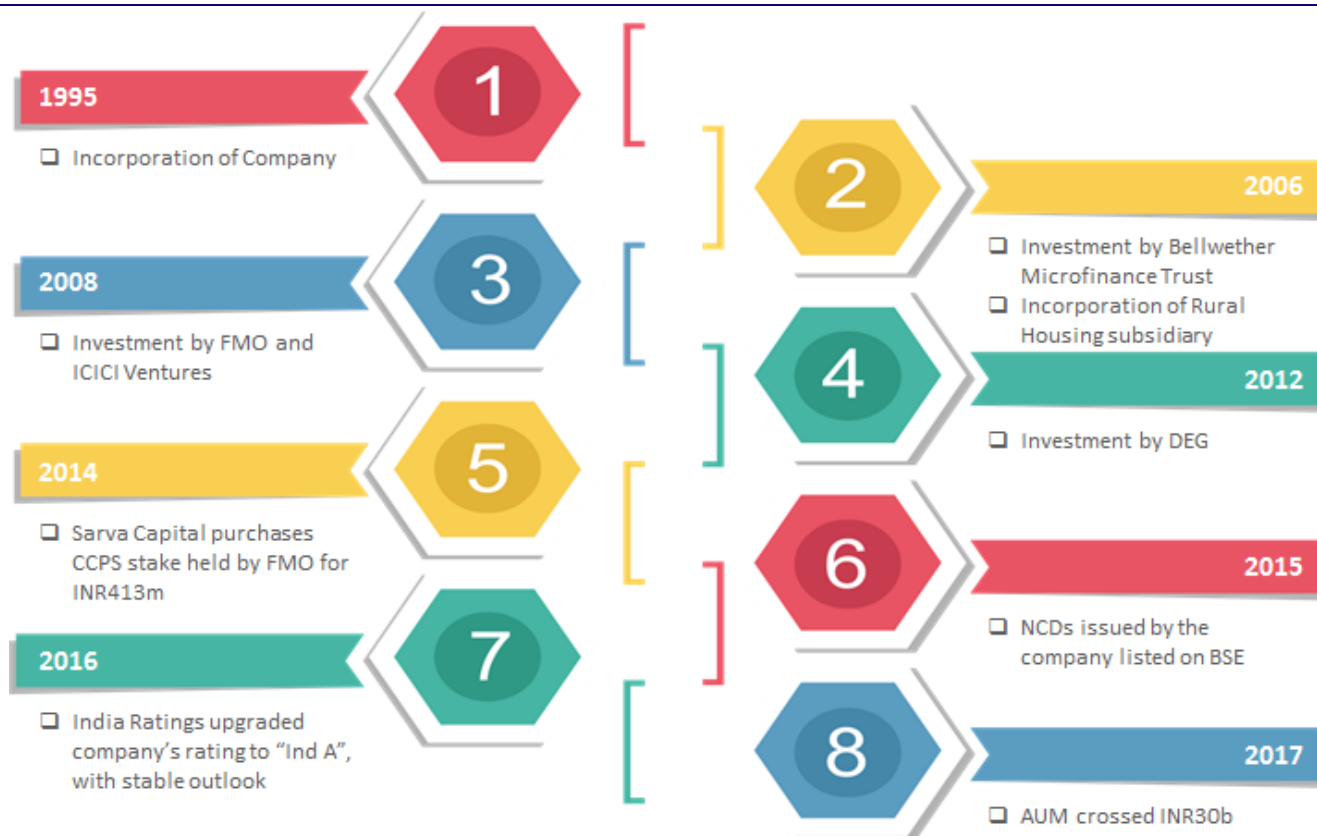 1
1995
❑ Incorporation of Company
2
2006
❑ Investment by Bellwether
Microfinance Trust
❑ Incorporation of Rural
Housing subsidiary
3
2008
❑ Investment by FMO and
ICICI Ventures
4
2012
❑ Investment by DEG
5
2014
❑ Sarva Capital purchases
CCPS stake held by FMO for
INR413m
6
2015
❑ NCDs issued by the
company listed on BSE
7
2016
❑ India Ratings upgraded
company's rating to “Ind A”,
with stable outlook
8
2017
❑ AUM crossed INR30b